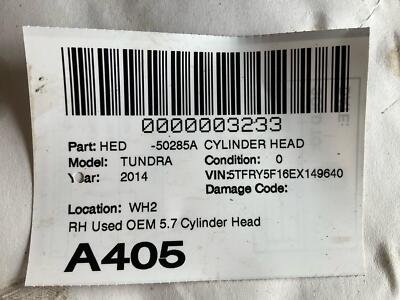 0000003233
Part: HED -50285A CYLINDER HEAD
Model: TUNDRA Condition: 0
Year: 2014 VIN:5TFRY5F16EX149640
Damage Code:
Location: WH2
RH Used OEM 5.7 Cylinder Head
A405